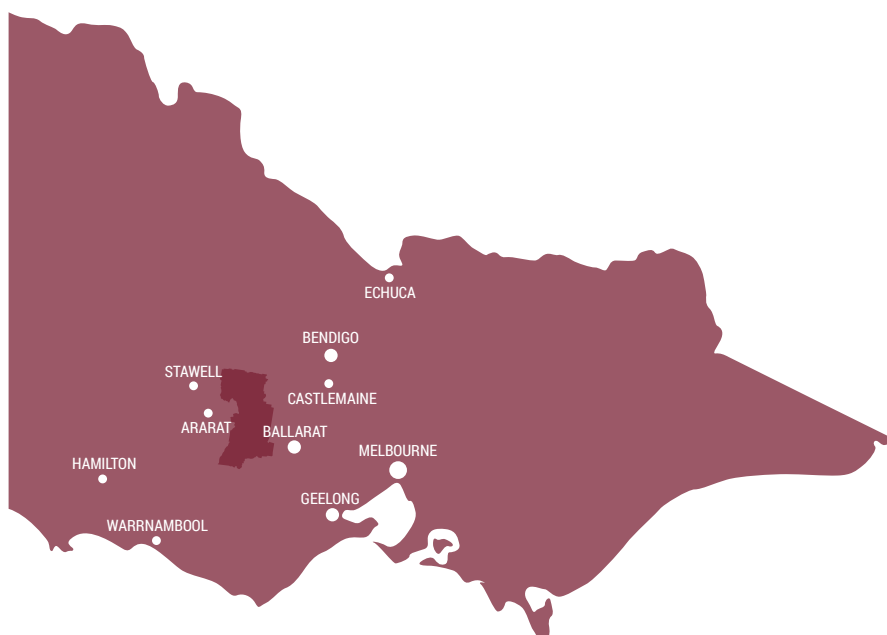 ECHUCA
BENDIGO
STAWELL
CASTLEMAINE
ARARAT
BALLARAT
MELBOURNE
HAMILTON
GEELONG
WARRNAMBOOL